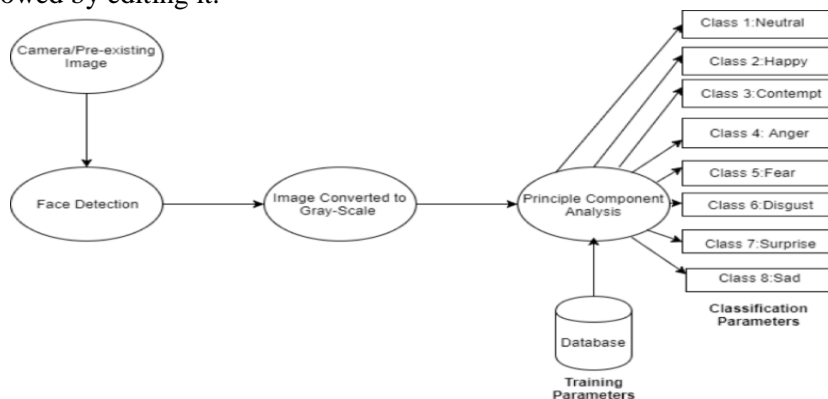 owed by editing it.
Camera/Pre-existing
Image
Face Detection
Image Converted to
Gray-Scale
Principle Component
Analysis
Class 1:Neutral
Class 2:Happy
Class 3:Contempt
Class 4: Anger
Class 5:Fear
Class 6:Disgust
Class 7:Surprise
Class 8:Sad
Classification
Parameters
Database
Training
Parameters